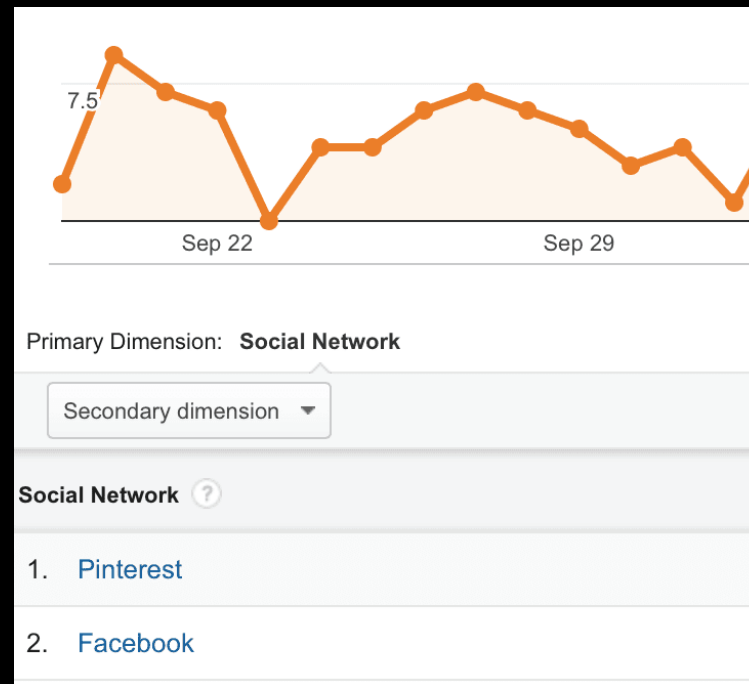 7.5
Sep 22 Sep 29
Primary Dimension: Social Network
Secondary dimension
Social Network ?
1. Pinterest
2. Facebook